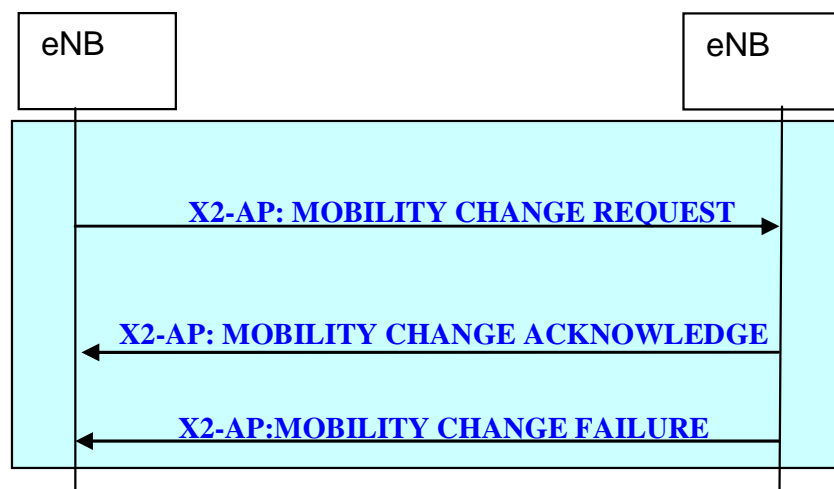 eNB
eNB
X2-AP: MOBILITY CHANGE REQUEST
X2-AP: MOBILITY CHANGE ACKNOWLEDGE
X2-AP:MOBILITY CHANGE FAILURE